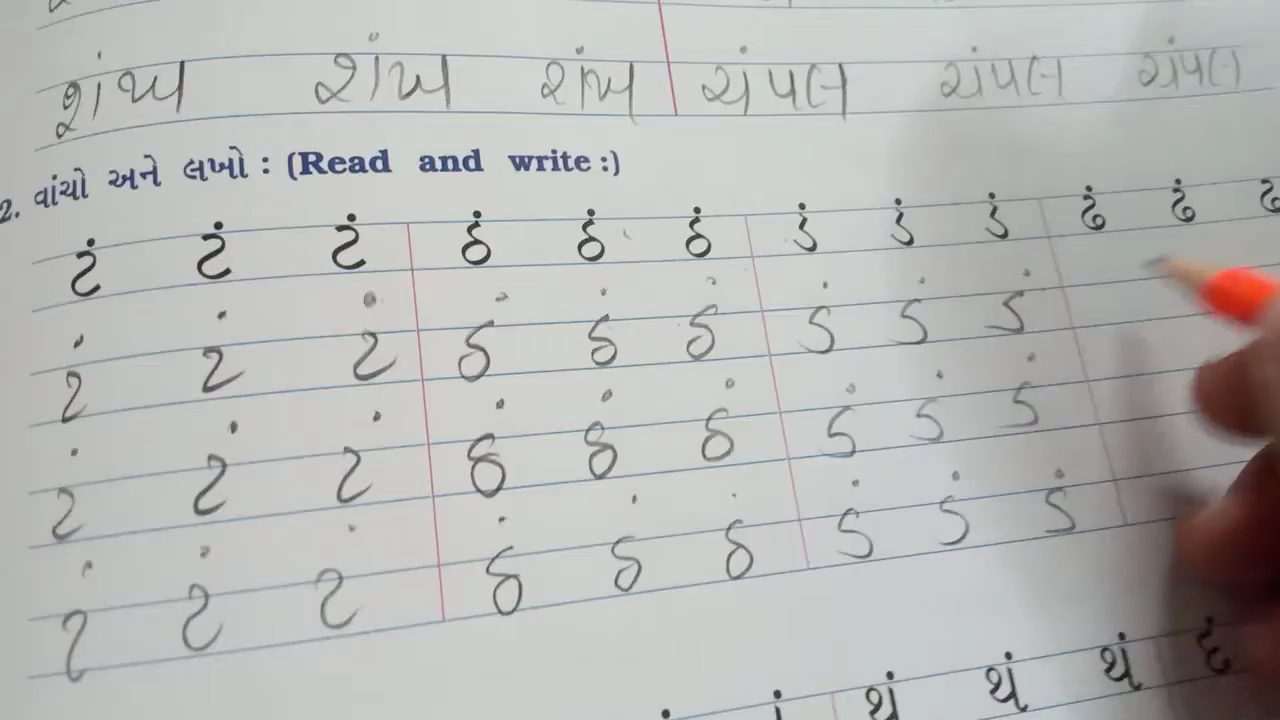 શંખ શંખ શંખ ચંપલ ચંપલ ચંપલ
2. વાંચો અને લખો : (Read and write :)
ટં ટં ટં ઠં ઠં ઠં ડં ડં ડં ઢં ઢં ઢં
ટં ટં ટં ઠં ઠં ઠં ડં ડં ડં
ટં ટં ટં ઠં ઠં ઠં ડં ડં ડં
ટં ટં ટં ઠં ઠં ઠં ડં ડં ડં
થં થં થં દં